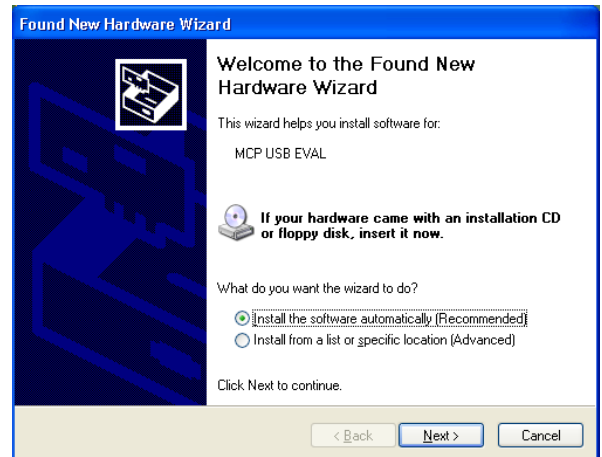 Found New Hardware Wizard
Welcome to the Found New
Hardware Wizard
This wizard helps you install software for:
MCP USB EVAL
If your hardware came with an installation CD
or floppy disk, insert it now.
What do you want the wizard to do?
Install the software automatically (Recommended)
Install from a list or specific location (Advanced)
Click Next to continue.
< Back Next > Cancel